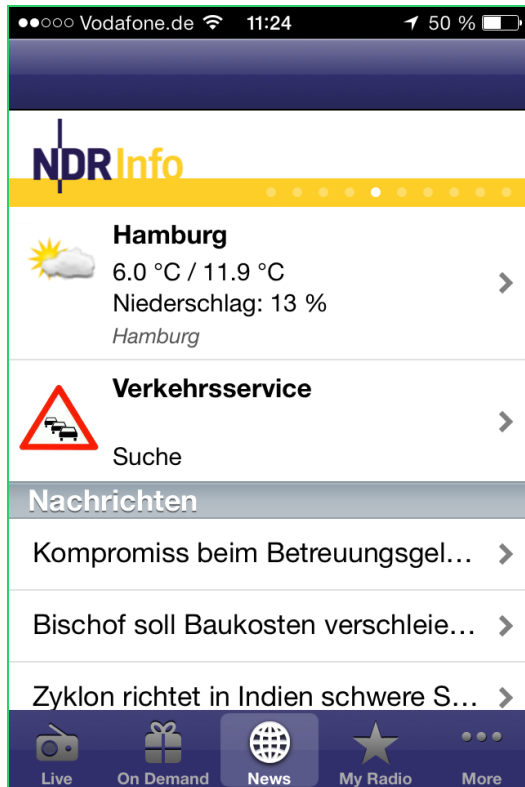 Vodafone.de 11:24 50 %
NDR Info
Hamburg
6.0 °C / 11.9 °C
Niederschlag: 13 %
Hamburg
Verkehrsservice
Suche
Nachrichten
Kompromiss beim Betreuungsgel...
Bischof soll Baukosten verschleie...
Zyklon richtet in Indien schwere S...
Live On Demand News My Radio More